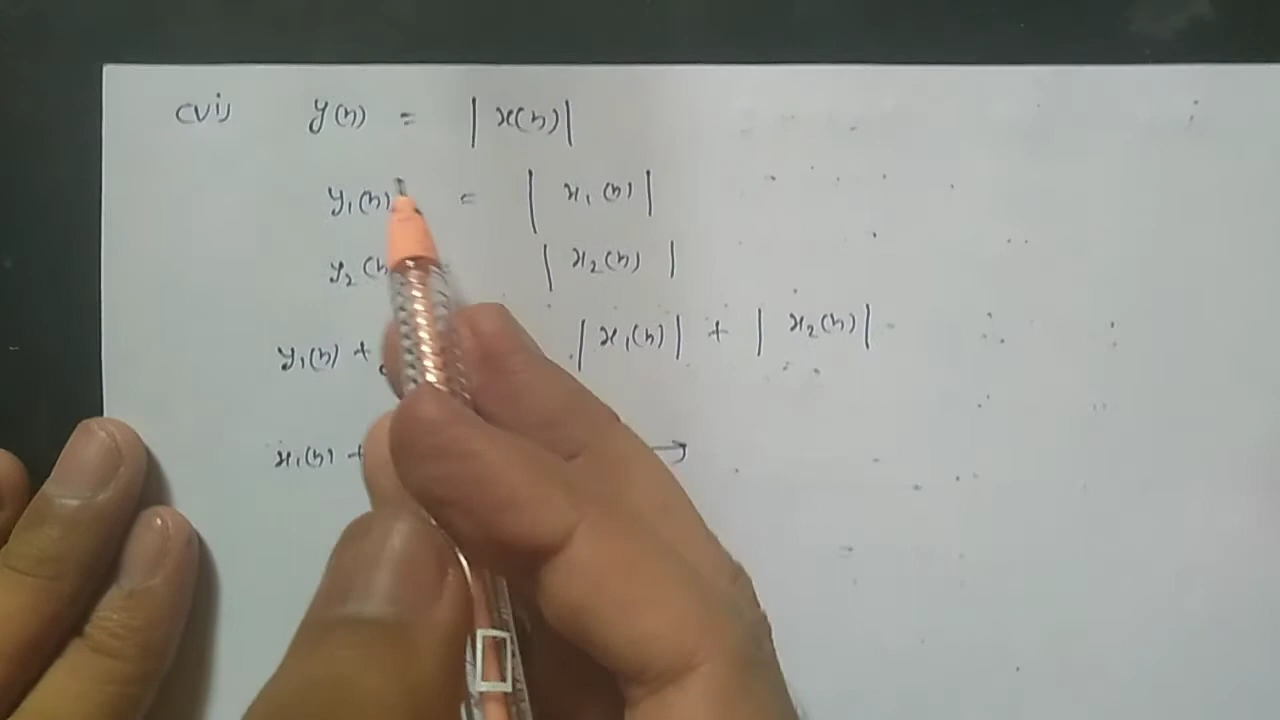 (vi) y(n) = | x(n) |
y₁(n) = | x₁(n) |
y₂(n = | x₂(n) |
y₁(n) + | x₁(n) | + | x₂(n) |
x₁(n) + →